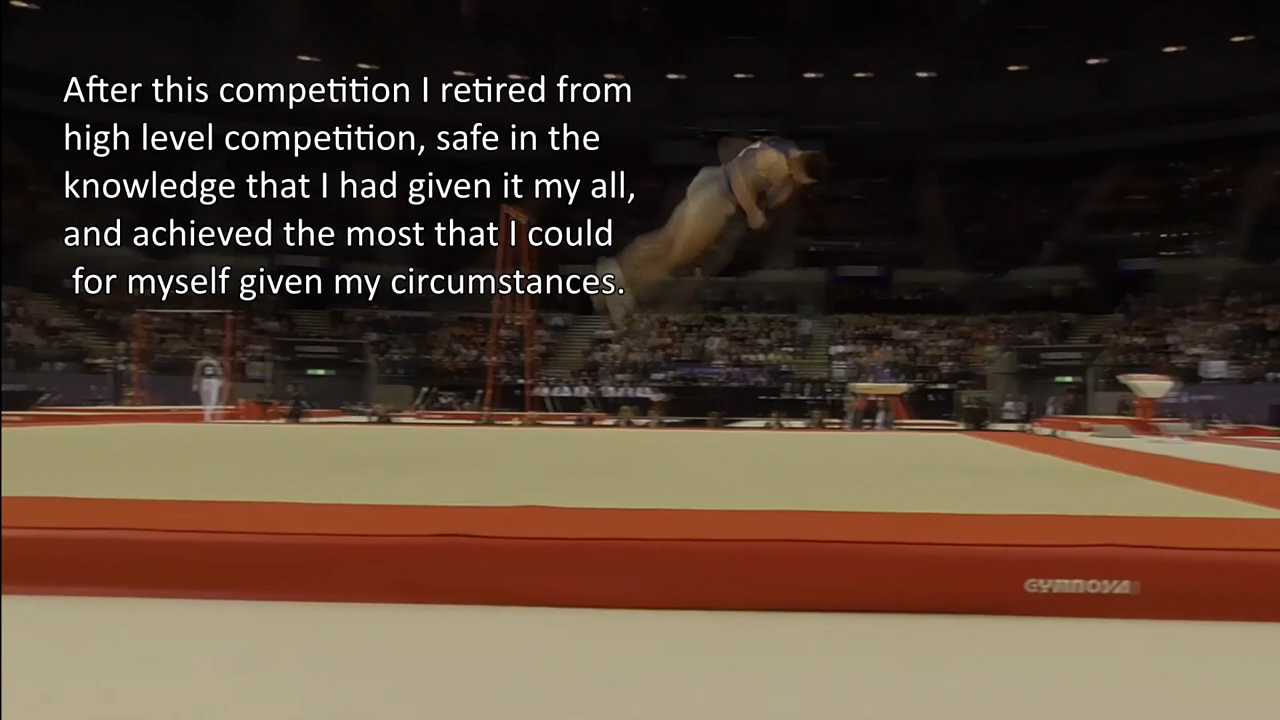 After this competition I retired from
high level competition, safe in the
knowledge that I had given it my all,
and achieved the most that I could
for myself given my circumstances.
GYMNOVA